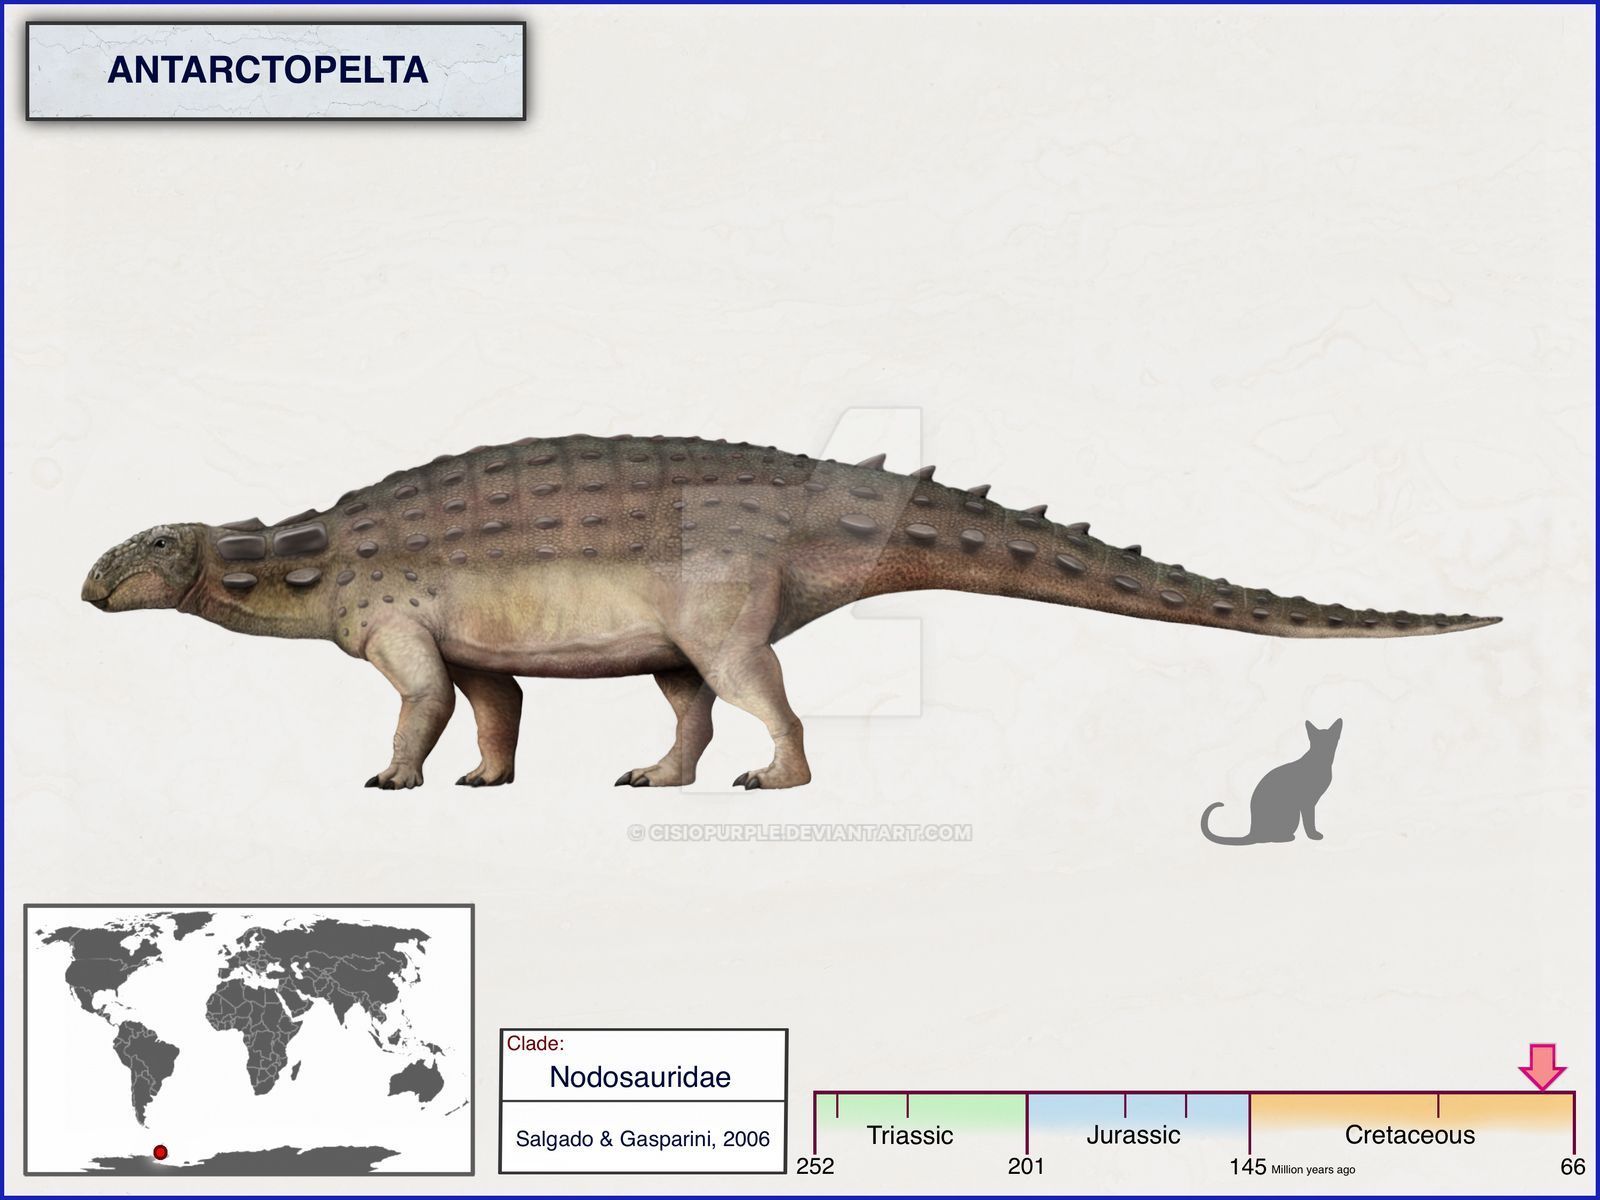 ANTARCTOPELTA
© CISIOPURPLE.DEVIANTART.COM
Clade:
Nodosauridae
Salgado & Gasparini, 2006
Triassic Jurassic Cretaceous
252 201 145 Million years ago 66